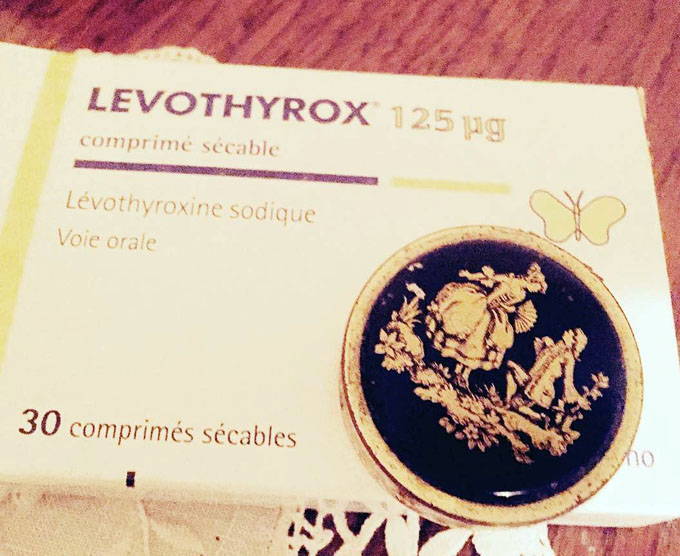 LEVOTHYROX® 125 µg
comprimé sécable
Lévothyroxine sodique
Voie orale
30 comprimés sécables